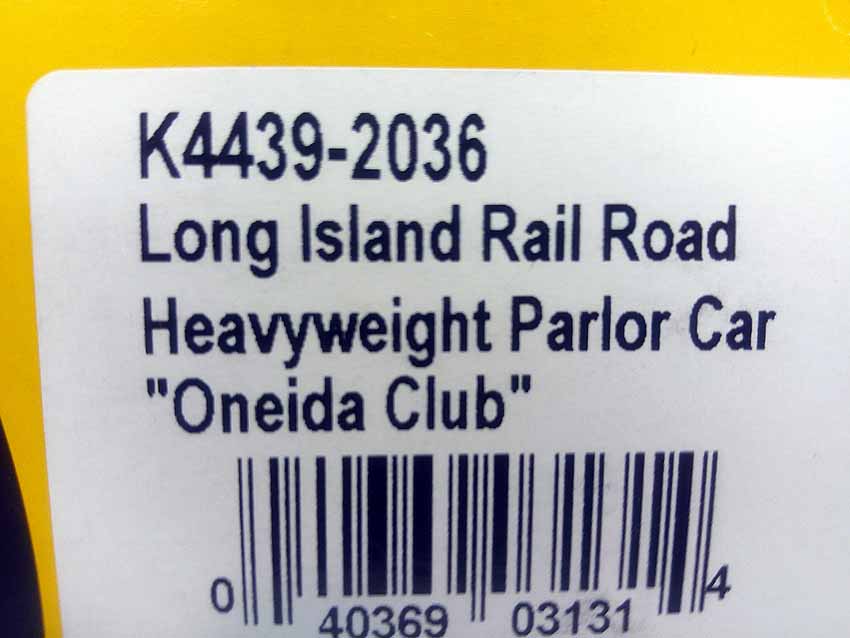 K4439-2036
Long Island Rail Road
Heavyweight Parlor Car
"Oneida Club"
0 40369 03131 4